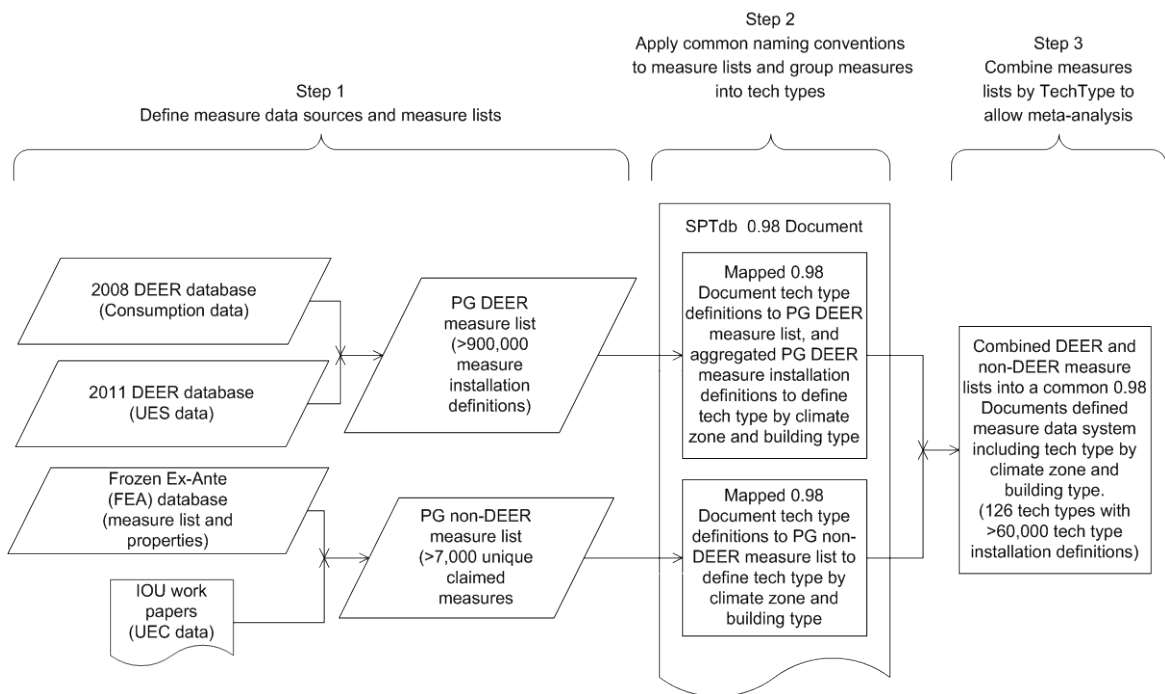 Step 1
Define measure data sources and measure lists
Step 2
Apply common naming conventions
to measure lists and group measures
into tech types
Step 3
Combine measures
lists by TechType to
allow meta-analysis
2008 DEER database
(Consumption data)
2011 DEER database
(UES data)
Frozen Ex-Ante
(FEA) database
(measure list and
properties)
IOU work
papers
(UEC data)
PG DEER
measure list
(>900,000
measure
installation
definitions)
PG non-DEER
measure list
(>7,000 unique
claimed
measures
SPTdb 0.98 Document
Mapped 0.98
Document tech type
definitions to PG DEER
measure list, and
aggregated PG DEER
measure installation
definitions to define
tech type by climate
zone and building type
Mapped 0.98
Document tech type
definitions to PG non-
DEER measure list to
define tech type by
climate zone and
building type
Combined DEER and
non-DEER measure
lists into a common 0.98
Documents defined
measure data system
including tech type by
climate zone and
building type.
(126 tech types with
>60,000 tech type
installation definitions)